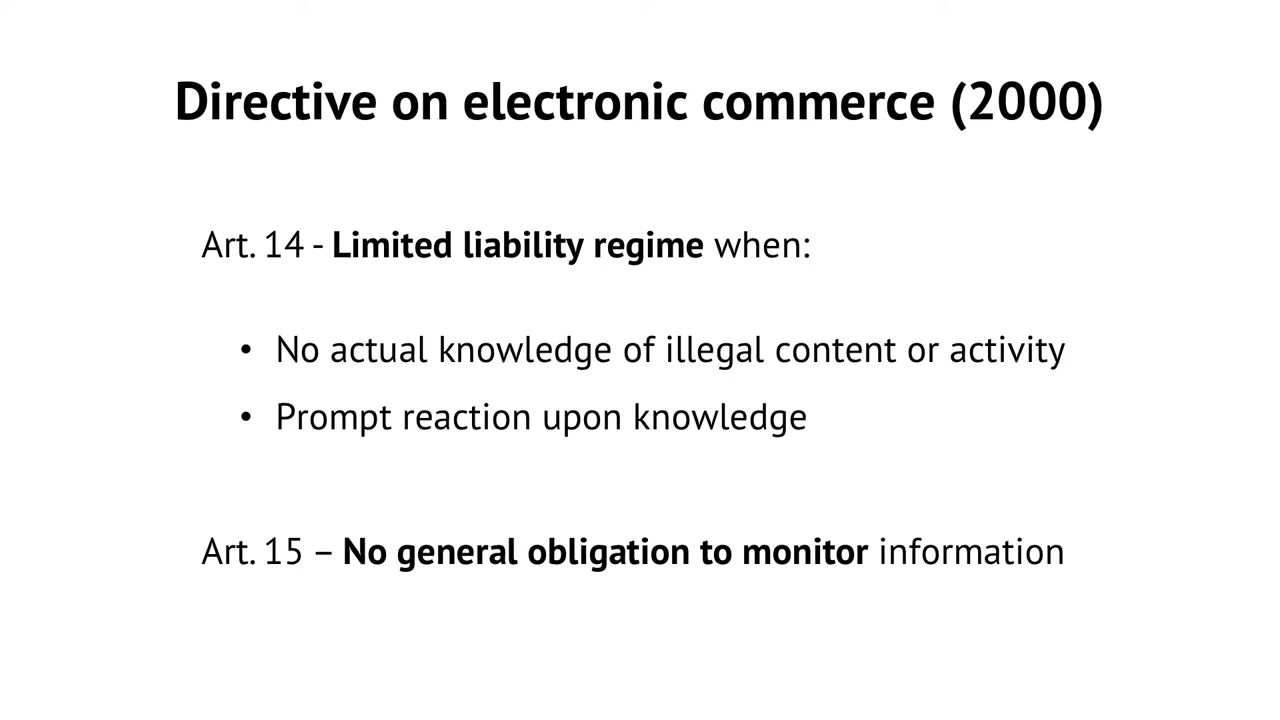 Directive on electronic commerce (2000)
Art. 14 - Limited liability regime when:
• No actual knowledge of illegal content or activity
• Prompt reaction upon knowledge
Art. 15 – No general obligation to monitor information